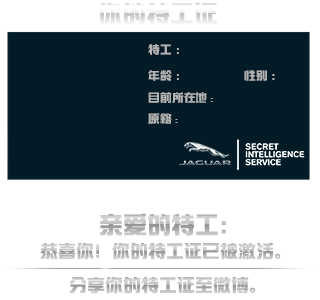 你的特工证
特工：
年龄： 性别：
目前所在地：
原籍：
JAGUAR
SECRET
INTELLIGENCE
SERVICE
亲爱的特工：
恭喜你！你的特工证已被激活。
分享你的特工证至微博。